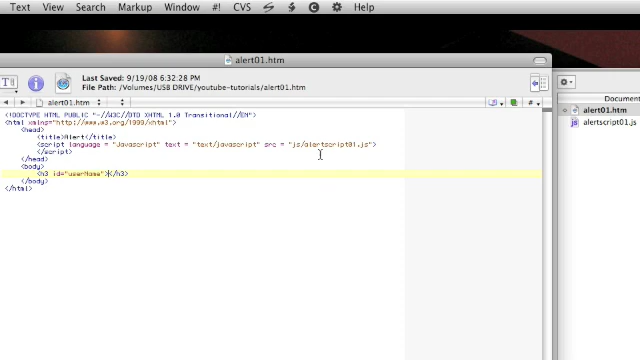 Text Search Markup Window #! CVS Help
alert01.htm
Last Saved: 9/19/08 6:32:28 PM
File Path: /Volumes/USB DRIVE/youtube-tutorials/alert01.htm
alert01.htm #
<!DOCTYPE HTML PUBLIC "-//W3C//DTD XHTML 1.0 Transitional//EN">
<html xmlns="http://www.w3.org/1999/xhtml">
<head>
<title>Alert</title>
<script language = "Javascript" text = "text/javascript" src = "js/alertscript01.js">
</script>
</head>
<body>
<h3 id="userName"></h3>
</body>
</html>
Documen
alert01.htm
alertscript01.js